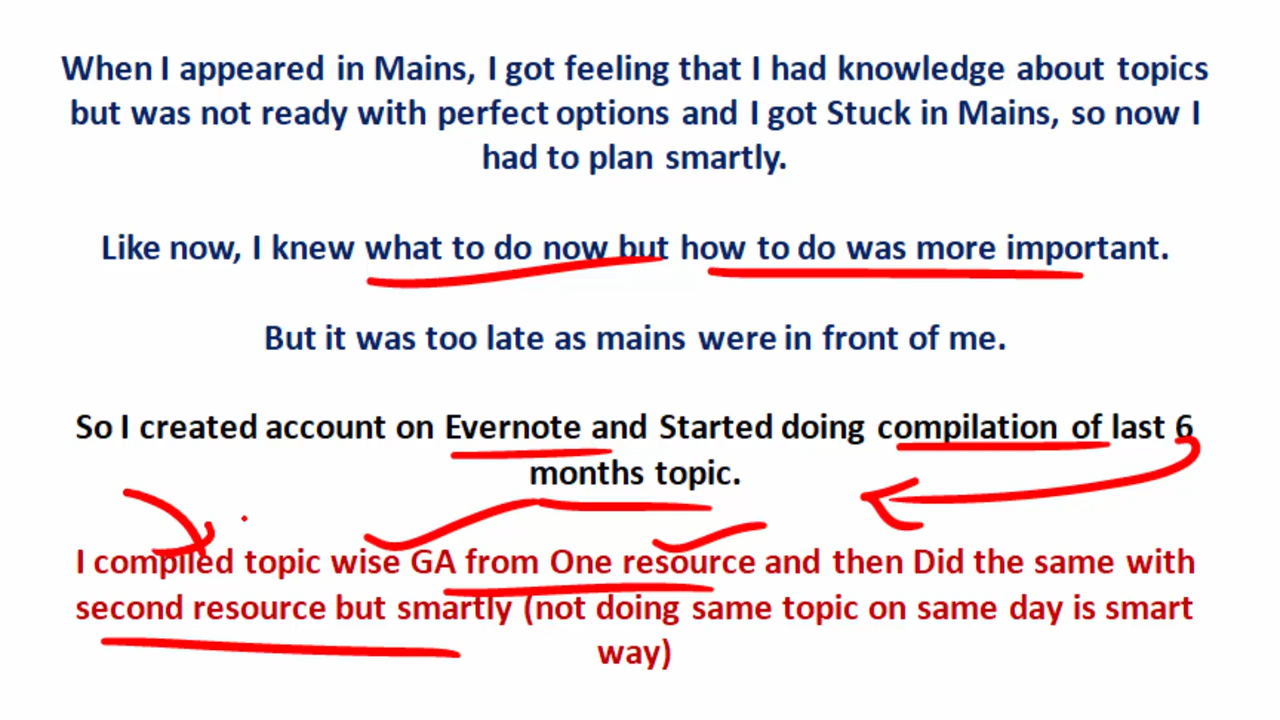 When I appeared in Mains, I got feeling that I had knowledge about topics
but was not ready with perfect options and I got Stuck in Mains, so now I
had to plan smartly.
Like now, I knew what to do now but how to do was more important.
But it was too late as mains were in front of me.
So I created account on Evernote and Started doing compilation of last 6
months topic.
I compiled topic wise GA from One resource and then Did the same with
second resource but smartly (not doing same topic on same day is smart
way)